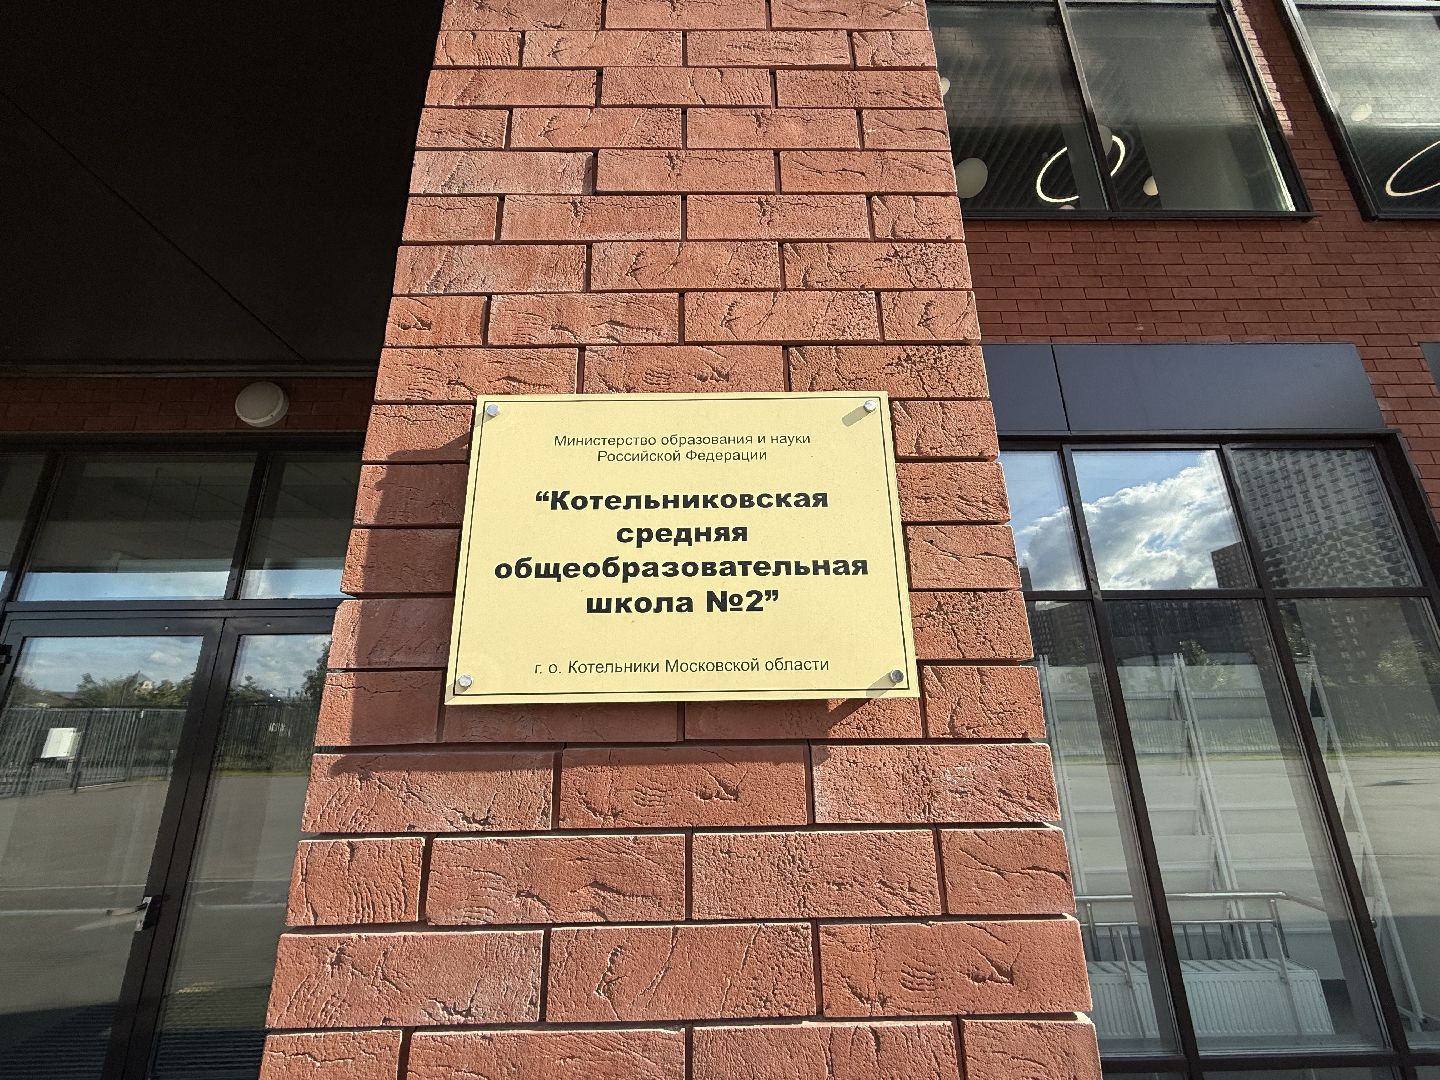 Министерство образования и науки
Российской Федерации
“Котельниковская
средняя
общеобразовательная
школа №2”
г. о. Котельники Московской области